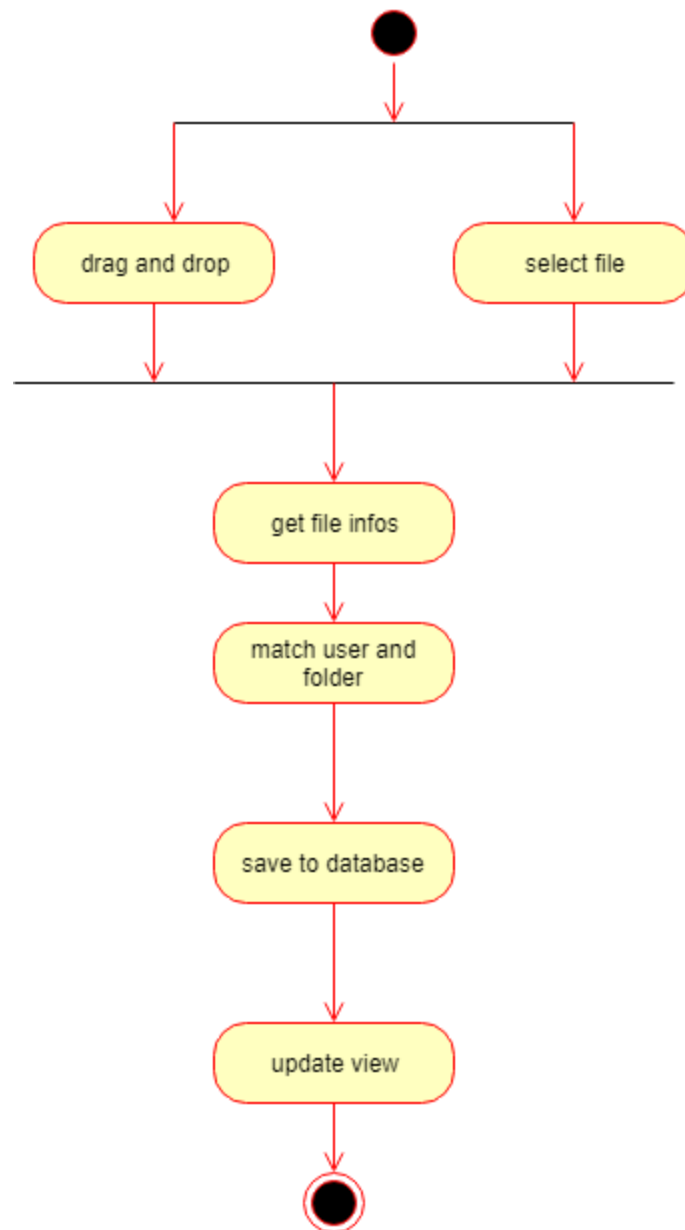 drag and drop
select file
get file infos
match user and
folder
save to database
update view